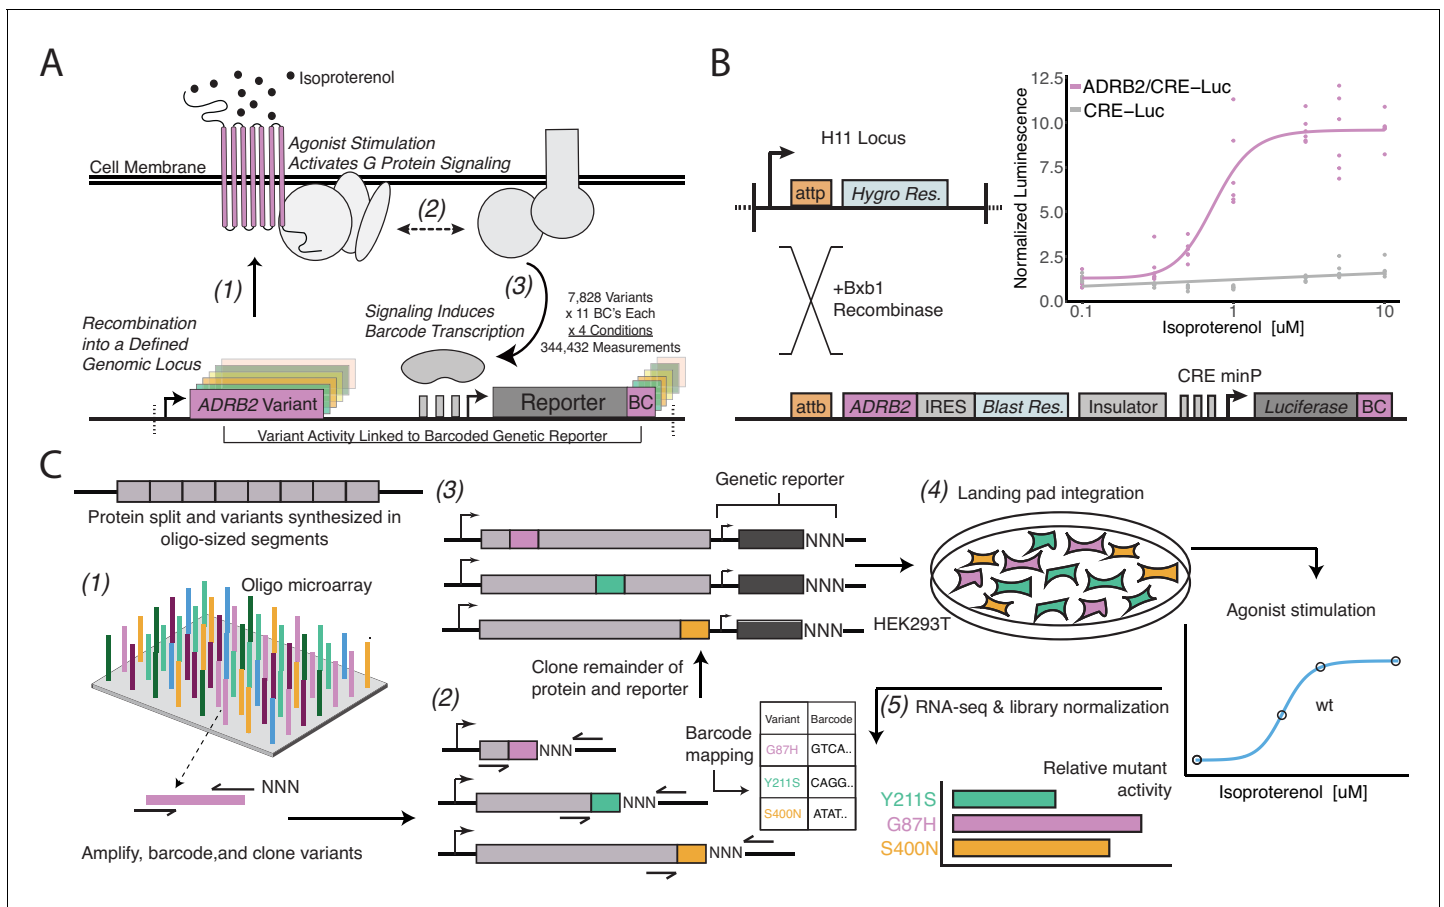 A
Isoproterenol
Agonist Stimulation
Activates G Protein Signaling
Cell Membrane
(2)
(1)
(3)
7,828 Variants
x 11 BC's Each
x 4 Conditions
344,432 Measurements
Signaling Induces
Barcode Transcription
Recombination
into a Defined
Genomic Locus
ADRB2 Variant
Reporter
BC
Variant Activity Linked to Barcoded Genetic Reporter
B
H11 Locus
attp
Hygro Res.
+Bxb1
Recombinase
Normalized Luminescence
12.5
10.0
7.5
5.0
2.5
0.0
ADRB2/CRE−Luc
CRE−Luc
0.1
1
10
Isoproterenol [uM]
CRE minP
attb
ADRB2
IRES
Blast Res.
Insulator
Luciferase
BC
C
Protein split and variants synthesized in
oligo-sized segments
(1)
Oligo microarray
NNN
Amplify, barcode,and clone variants
(2)
NNN
NNN
NNN
Barcode
mapping
Variant Barcode
G87H GTCA..
Y211S CAGG..
S400N ATAT..
(3)
Genetic reporter
NNN
NNN
NNN
Clone remainder of
protein and reporter
(4) Landing pad integration
HEK293T
Agonist stimulation
wt
Isoproterenol [uM]
(5) RNA-seq & library normalization
Relative mutant
activity
Y211S
G87H
S400N